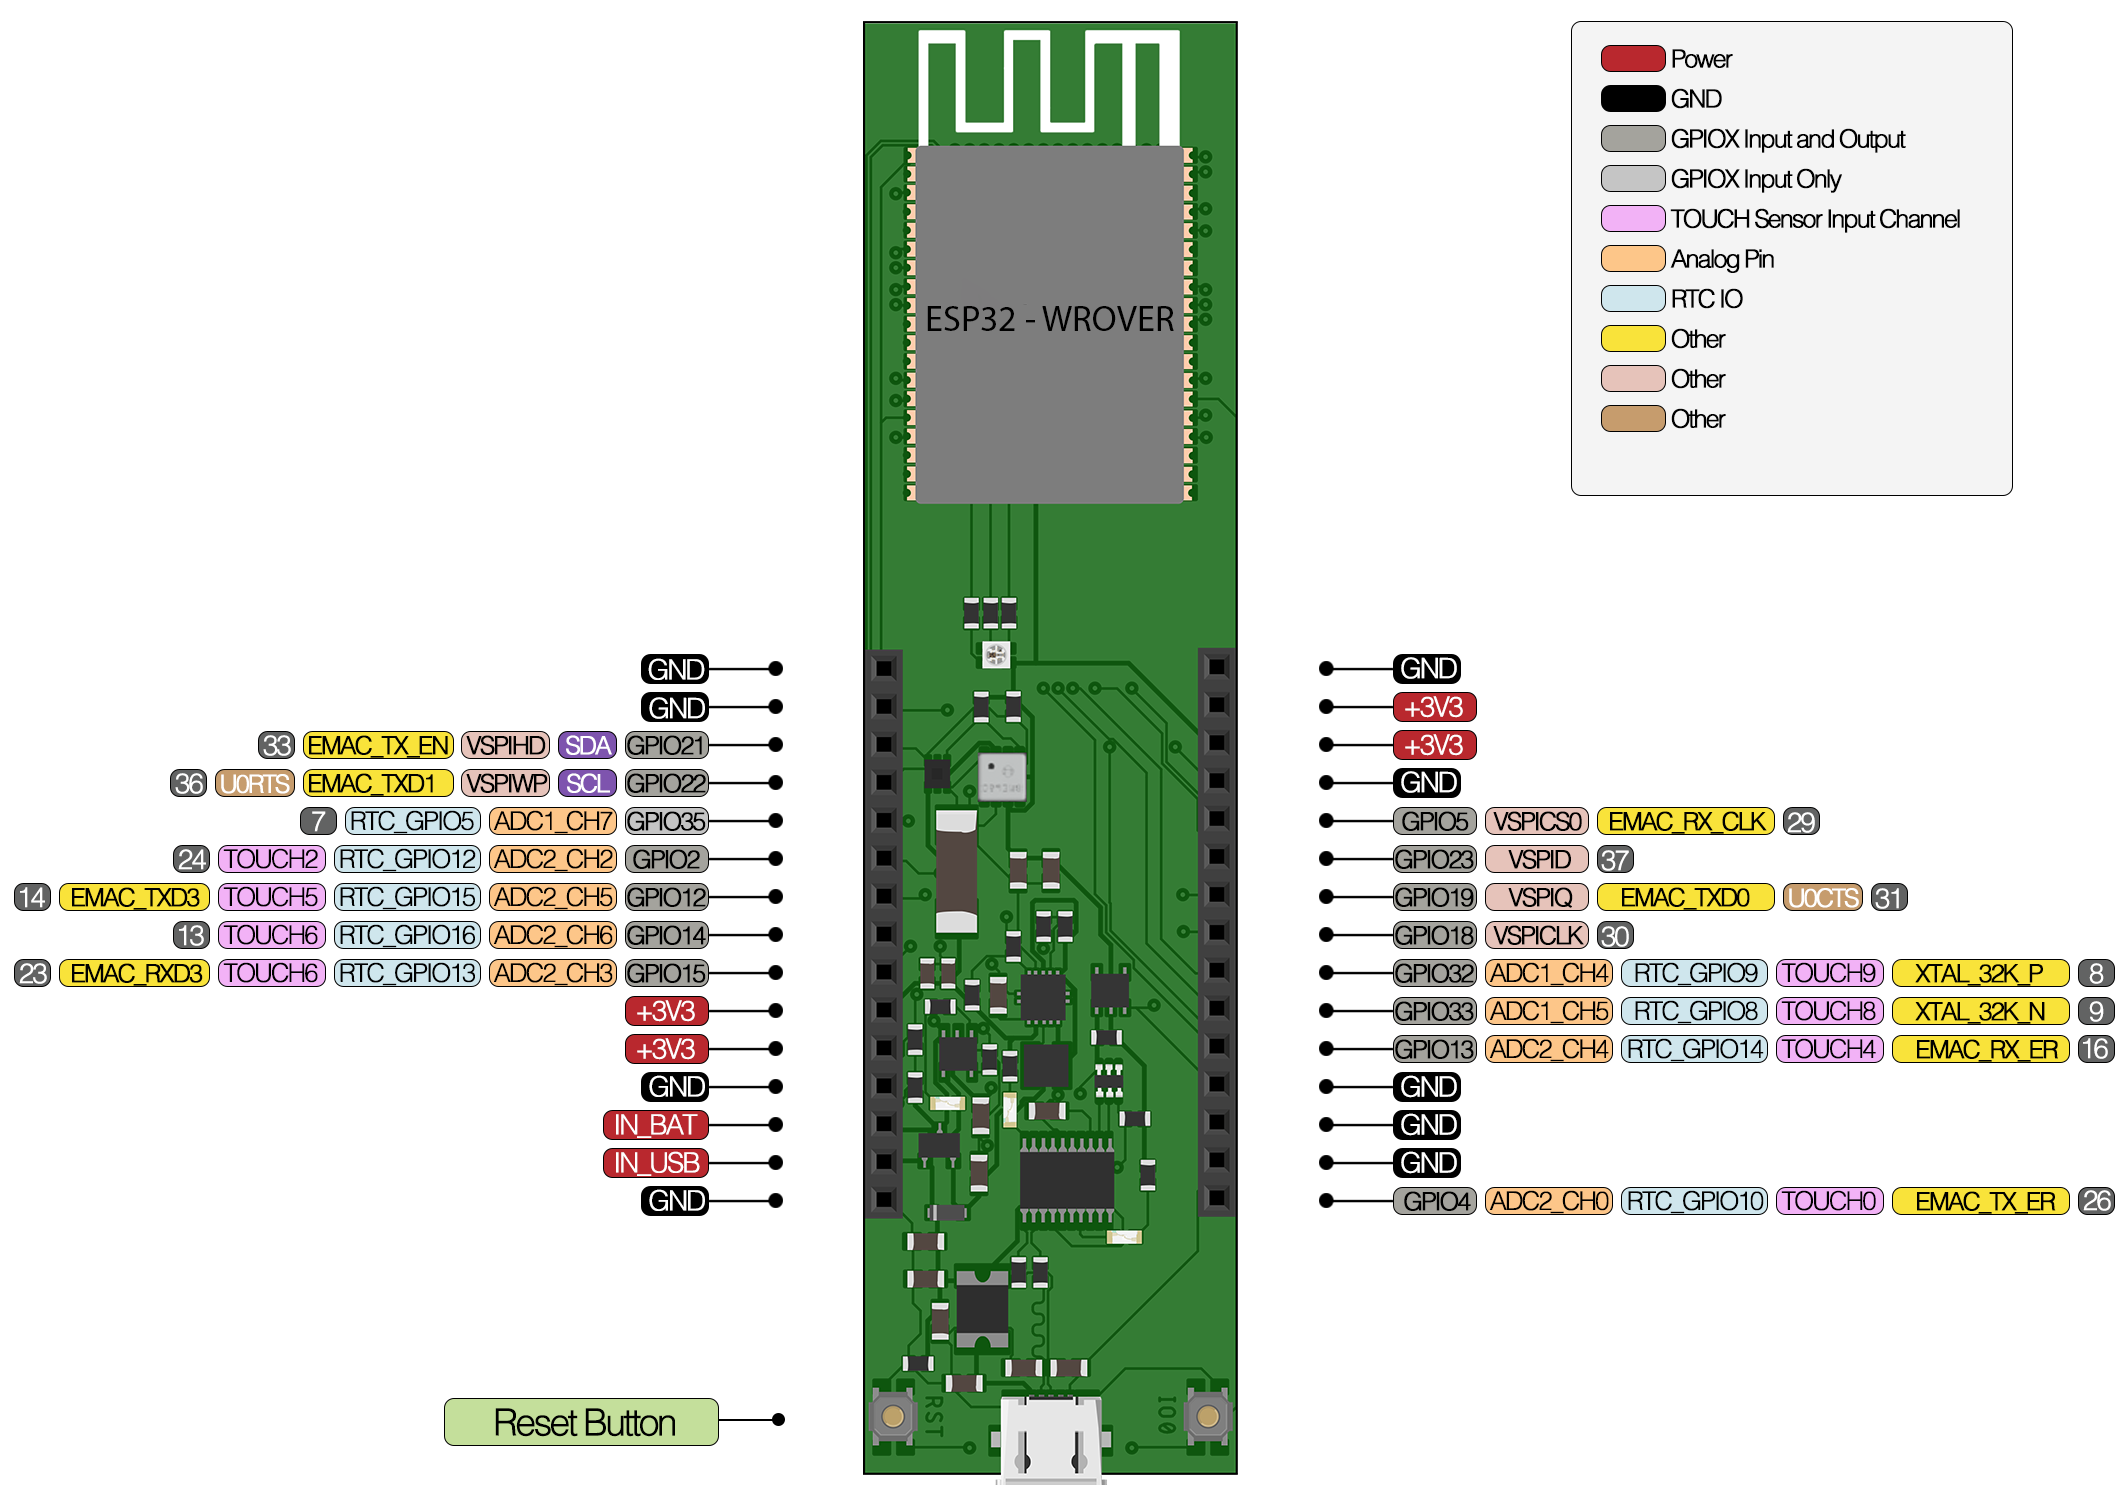 Power
GND
GPIOX Input and Output
GPIOX Input Only
TOUCH Sensor Input Channel
Analog Pin
RTC IO
Other
Other
Other
ESP32 - WROVER
GND
GND
33 EMAC_TX_EN VSPIHD SDA GPIO21
36 U0RTS EMAC_TXD1 VSPIWP SCL GPIO22
7 RTC_GPIO5 ADC1_CH7 GPIO35
24 TOUCH2 RTC_GPIO12 ADC2_CH2 GPIO2
14 EMAC_TXD3 TOUCH5 RTC_GPIO15 ADC2_CH5 GPIO12
13 TOUCH6 RTC_GPIO16 ADC2_CH6 GPIO14
23 EMAC_RXD3 TOUCH6 RTC_GPIO13 ADC2_CH3 GPIO15
+3V3
+3V3
GND
IN_BAT
IN_USB
GND
GND
+3V3
+3V3
GND
GPIO5 VSPICS0 EMAC_RX_CLK 29
GPIO23 VSPID 37
GPIO19 VSPIQ EMAC_TXD0 U0CTS 31
GPIO18 VSPICLK 30
GPIO32 ADC1_CH4 RTC_GPIO9 TOUCH9 XTAL_32K_P 8
GPIO33 ADC1_CH5 RTC_GPIO8 TOUCH8 XTAL_32K_N 9
GPIO13 ADC2_CH4 RTC_GPIO14 TOUCH4 EMAC_RX_ER 16
GND
GND
GND
GPIO4 ADC2_CH0 RTC_GPIO10 TOUCH0 EMAC_TX_ER 26
Reset Button
RST
IO0